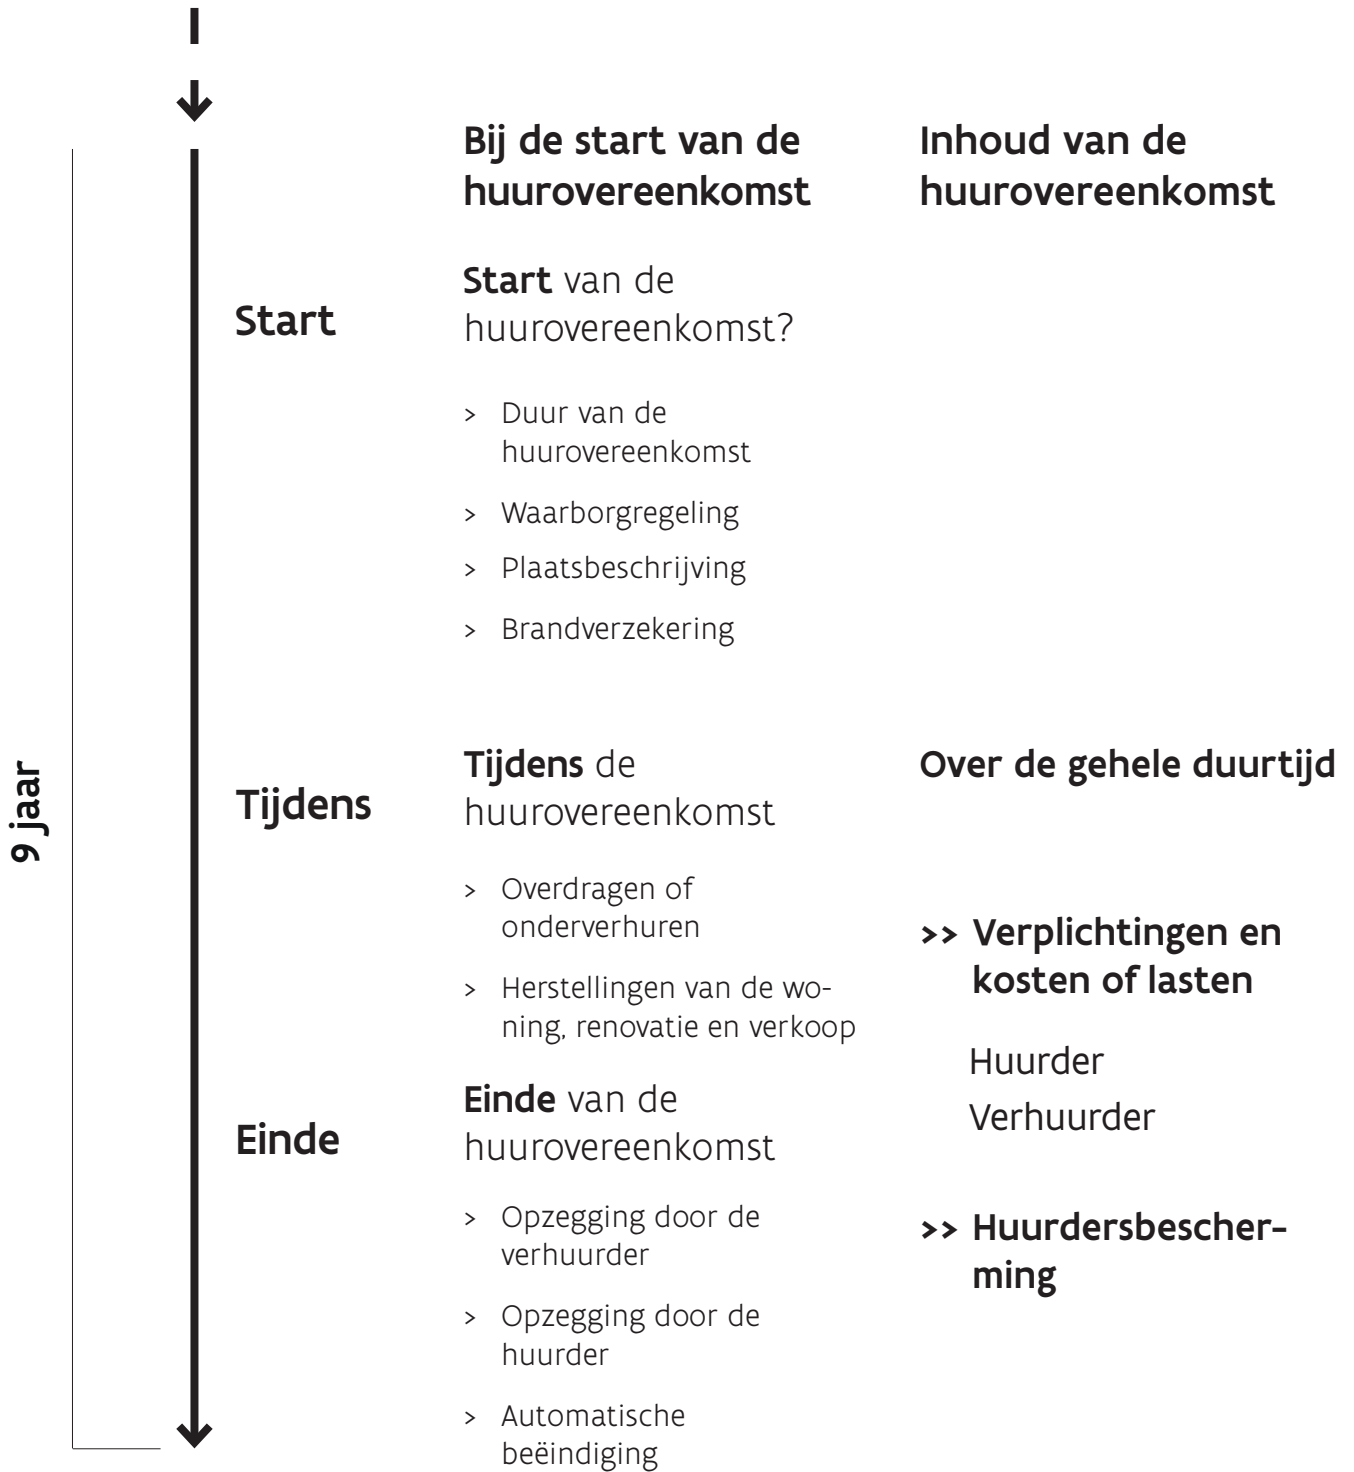 Bij de start van de
huurovereenkomst
Inhoud van de
huurovereenkomst
Start
Start van de
huurovereenkomst?
> Duur van de
huurovereenkomst
> Waarborgregeling
> Plaatsbeschrijving
> Brandverzekering
9 jaar
Tijdens
Tijdens de
huurovereenkomst
> Overdragen of
onderverhuren
> Herstellingen van de wo-
ning, renovatie en verkoop
Einde
Einde van de
huurovereenkomst
> Opzegging door de
verhuurder
> Opzegging door de
huurder
> Automatische
beëindiging
Over de gehele duurtijd
>> Verplichtingen en
kosten of lasten
Huurder
Verhuurder
>> Huurdersbescher-
ming